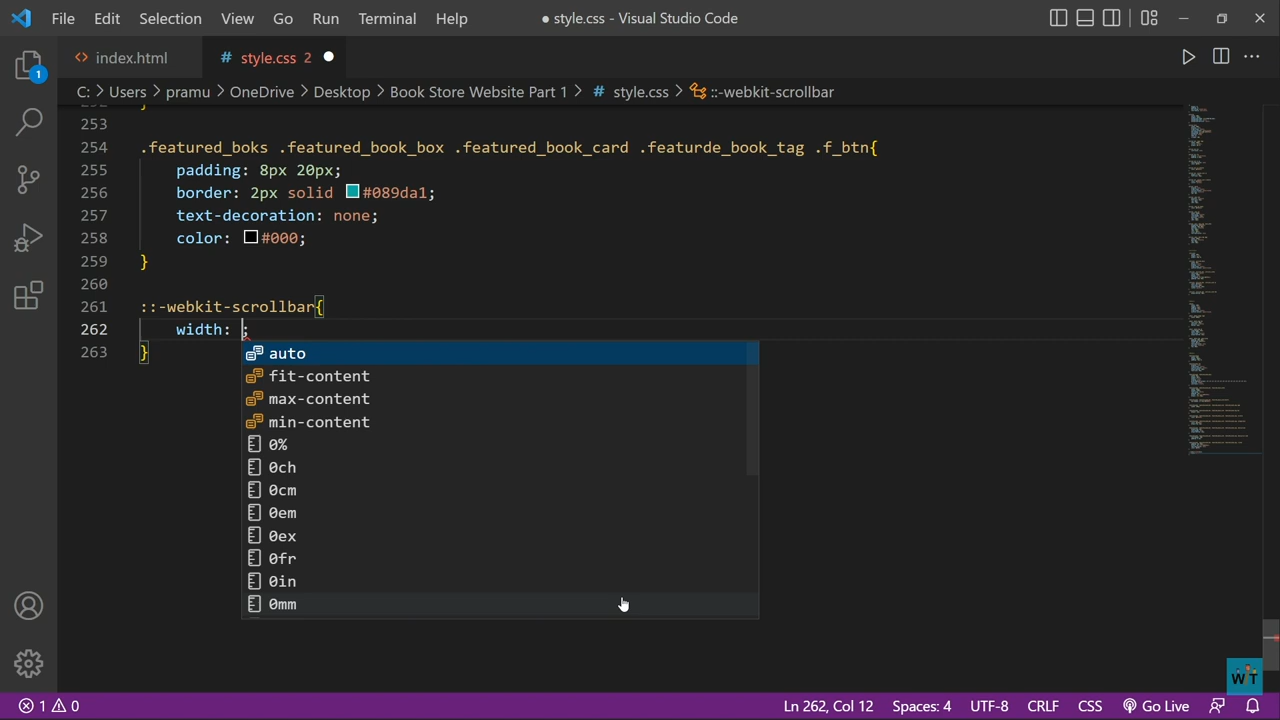 File Edit Selection View Go Run Terminal Help ● style.css - Visual Studio Code
<> index.html # style.css 2 ●
1
C: > Users > pramu > OneDrive > Desktop > Book Store Website Part 1 > # style.css > ::-webkit-scrollbar
252 }
253
254 .featured_boks .featured_book_box .featured_book_card .featurde_book_tag .f_btn{
255 padding: 8px 20px;
256 border: 2px solid #089da1;
257 text-decoration: none;
258 color: #000;
259 }
260
261 ::-webkit-scrollbar{
262 width: ;
263 }
auto
fit-content
max-content
min-content
0%
0ch
0cm
0em
0ex
0fr
0in
0mm
WT
1 0 Ln 262, Col 12 Spaces: 4 UTF-8 CRLF CSS Go Live